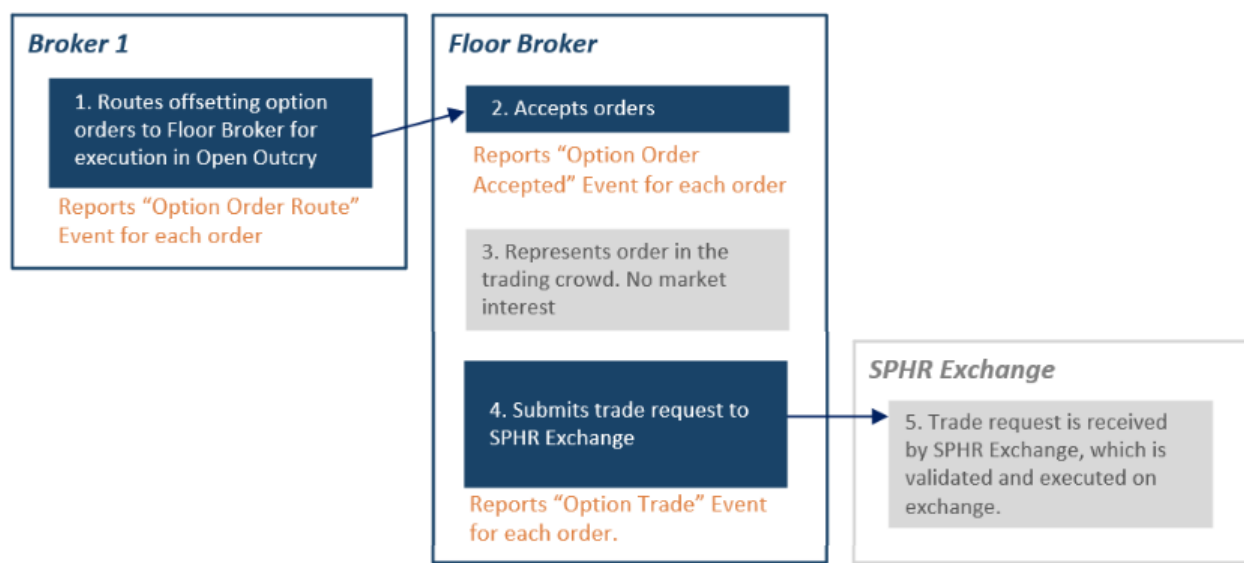 Broker 1
1. Routes offsetting option
orders to Floor Broker for
execution in Open Outcry
Reports “Option Order Route”
Event for each order
Floor Broker
2. Accepts orders
Reports “Option Order
Accepted” Event for each order
3. Represents order in the
trading crowd. No market
interest
4. Submits trade request to
SPHR Exchange
Reports “Option Trade” Event
for each order.
SPHR Exchange
5. Trade request is received
by SPHR Exchange, which is
validated and executed on
exchange.